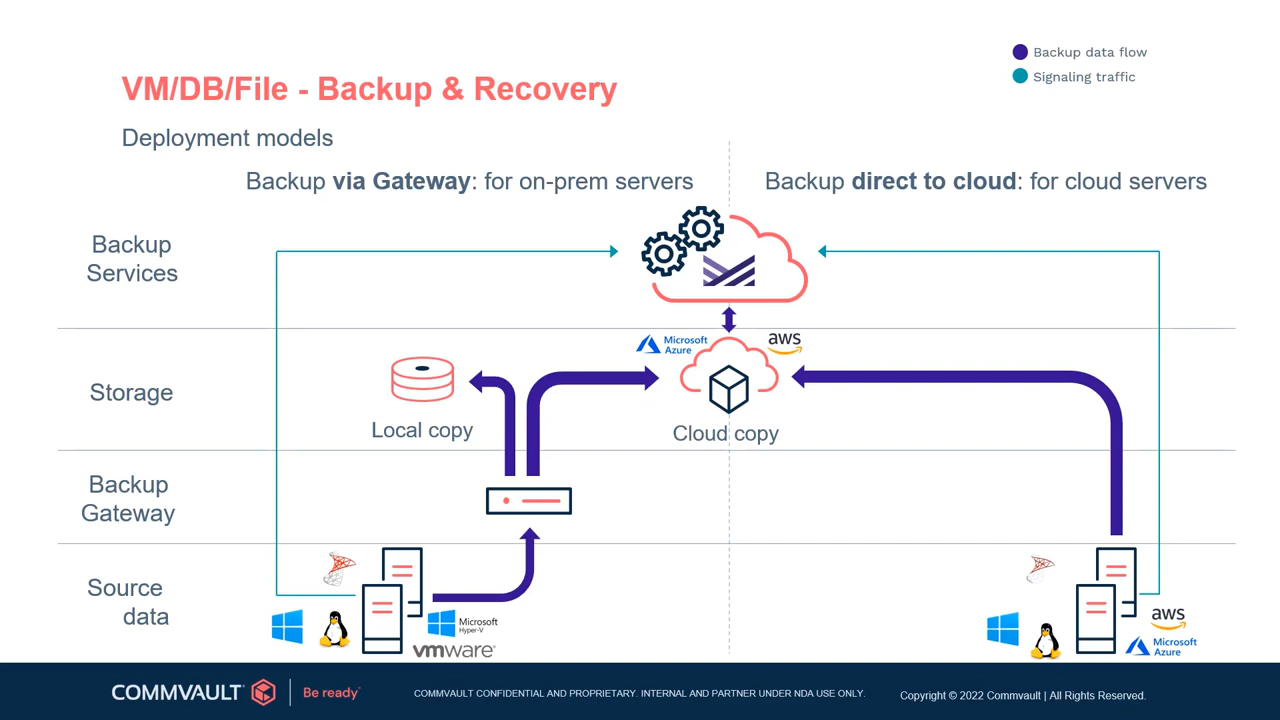 Backup data flow
Signaling traffic
VM/DB/File - Backup & Recovery
Deployment models
Backup via Gateway: for on-prem servers
Backup direct to cloud: for cloud servers
Backup
Services
Microsoft
Azure
aws
Storage
Local copy
Cloud copy
Backup
Gateway
Source
data
Microsoft
Hyper-V
vmware®
aws
Microsoft
Azure
COMMVAULT
Be ready
COMMVAULT CONFIDENTIAL AND PROPRIETARY. INTERNAL AND PARTNER UNDER NDA USE ONLY.
Copyright © 2022 Commvault | All Rights Reserved.